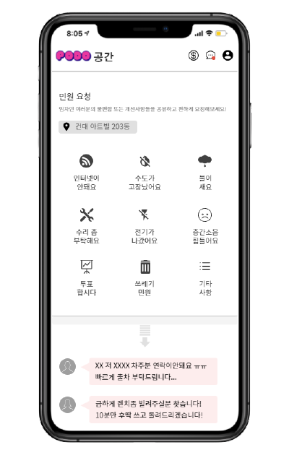 8:05
POOQ 공간
민원 요청
건대 아트빌 203동
인터넷이
안돼요
수도가
고장났어요
물이
새요
수리 좀
부탁해요
전기가
나갔어요
층간소음
힘들어요
투표
합시다
쓰레기
민원
기타
사항
XX 저 XXXX 차주분 연락이안돼요 ㅠㅠ
빠르게 출차 부탁드립니다...
급하게 펜치좀 빌려주실분 찾습니다!
10분만 후딱 쓰고 돌려드리겠습니다!